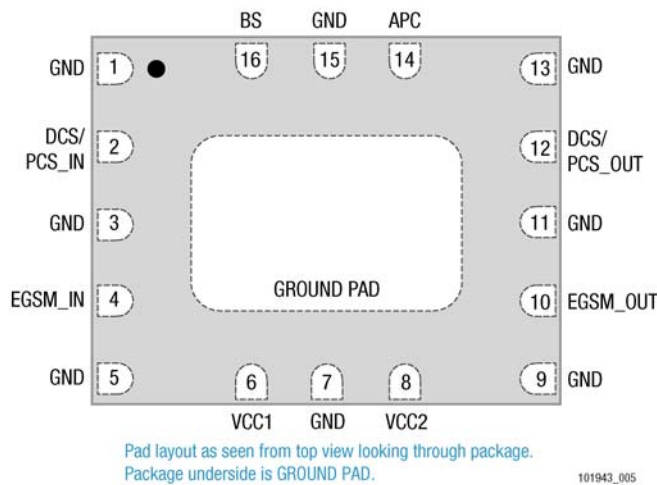 BS GND APC
GND 1 16 15 14 13 GND
DCS/
PCS_IN 2 12 DCS/
PCS_OUT
GND 3 11 GND
EGSM_IN 4 GROUND PAD 10 EGSM_OUT
GND 5 6 7 8 9 GND
VCC1 GND VCC2
Pad layout as seen from top view looking through package.
Package underside is GROUND PAD.
101943_005